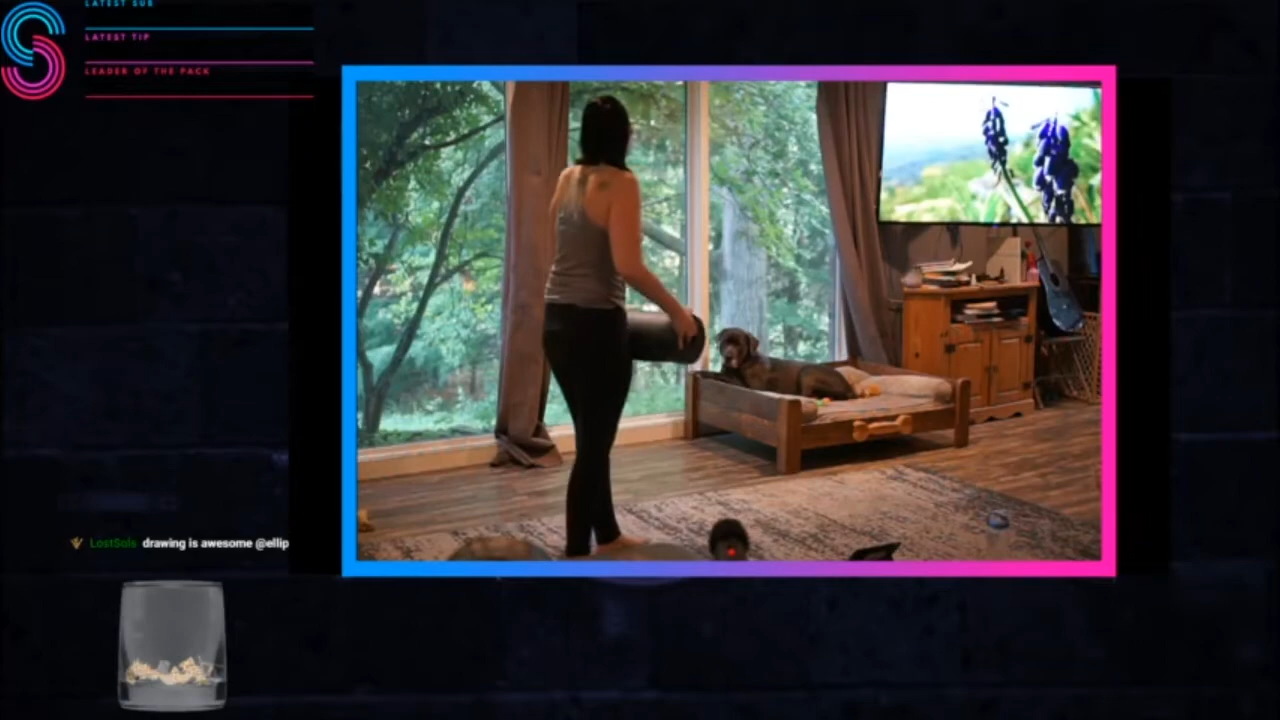 LATEST SUB
LATEST TIP
LEADER OF THE PACK
LostSols drawing is awesome @ellip